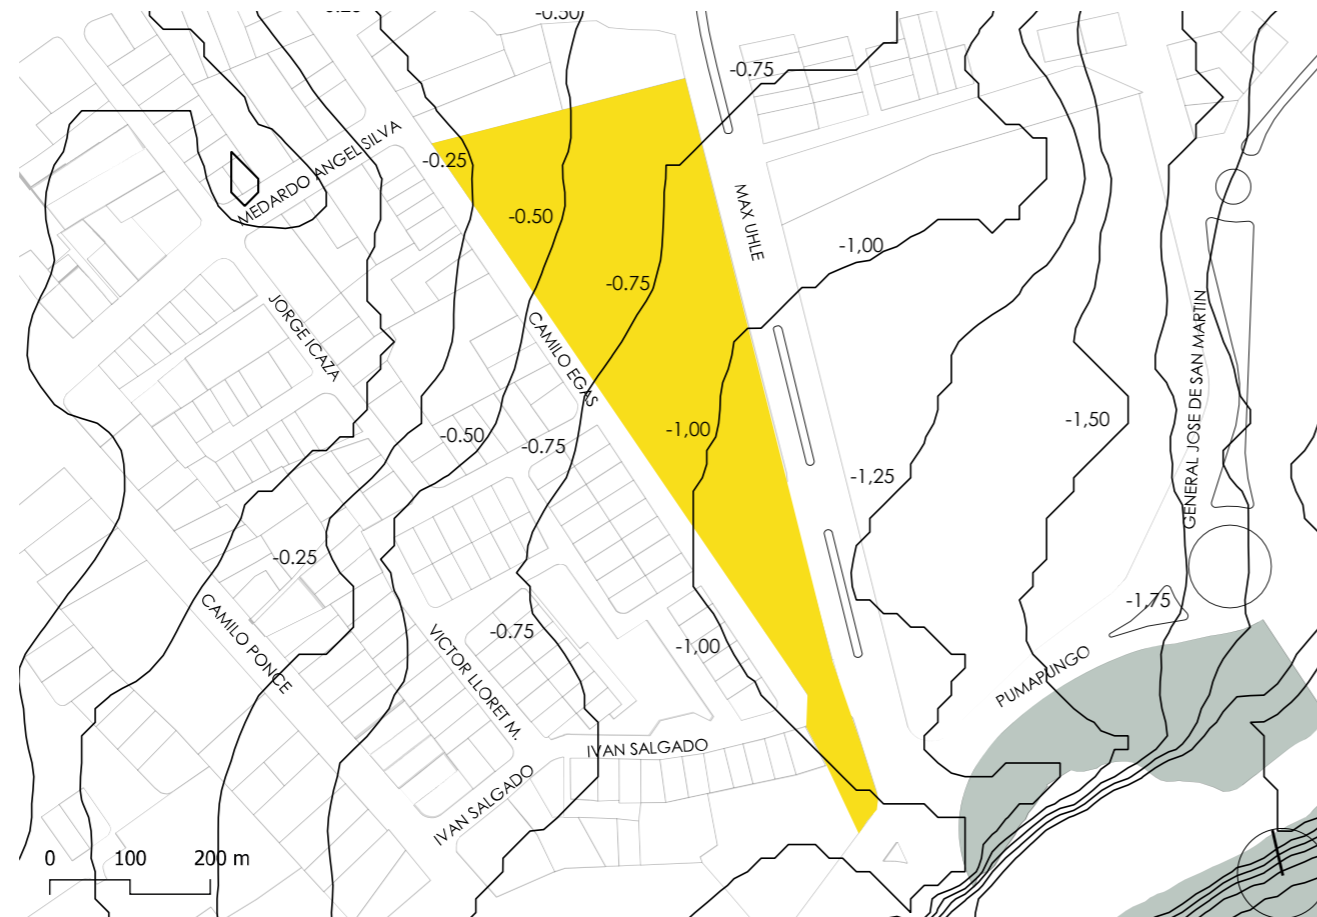 -0.50
-0.75
MEDARDO ANGEL SILVA
-0.25
-0.50
MAX UHLE
-1,00
-0.75
JORGE ICAZA
CAMILO EGAS
GENERAL JOSE DE SAN MARTIN
-1,50
-1,00
-0.50
-0.75
-1,25
-0.25
CAMILO PONCE
-1,75
-0.75
VICTOR LLORET M.
-1,00
PUMAPUNGO
IVAN SALGADO
IVAN SALGADO
0 100 200 m